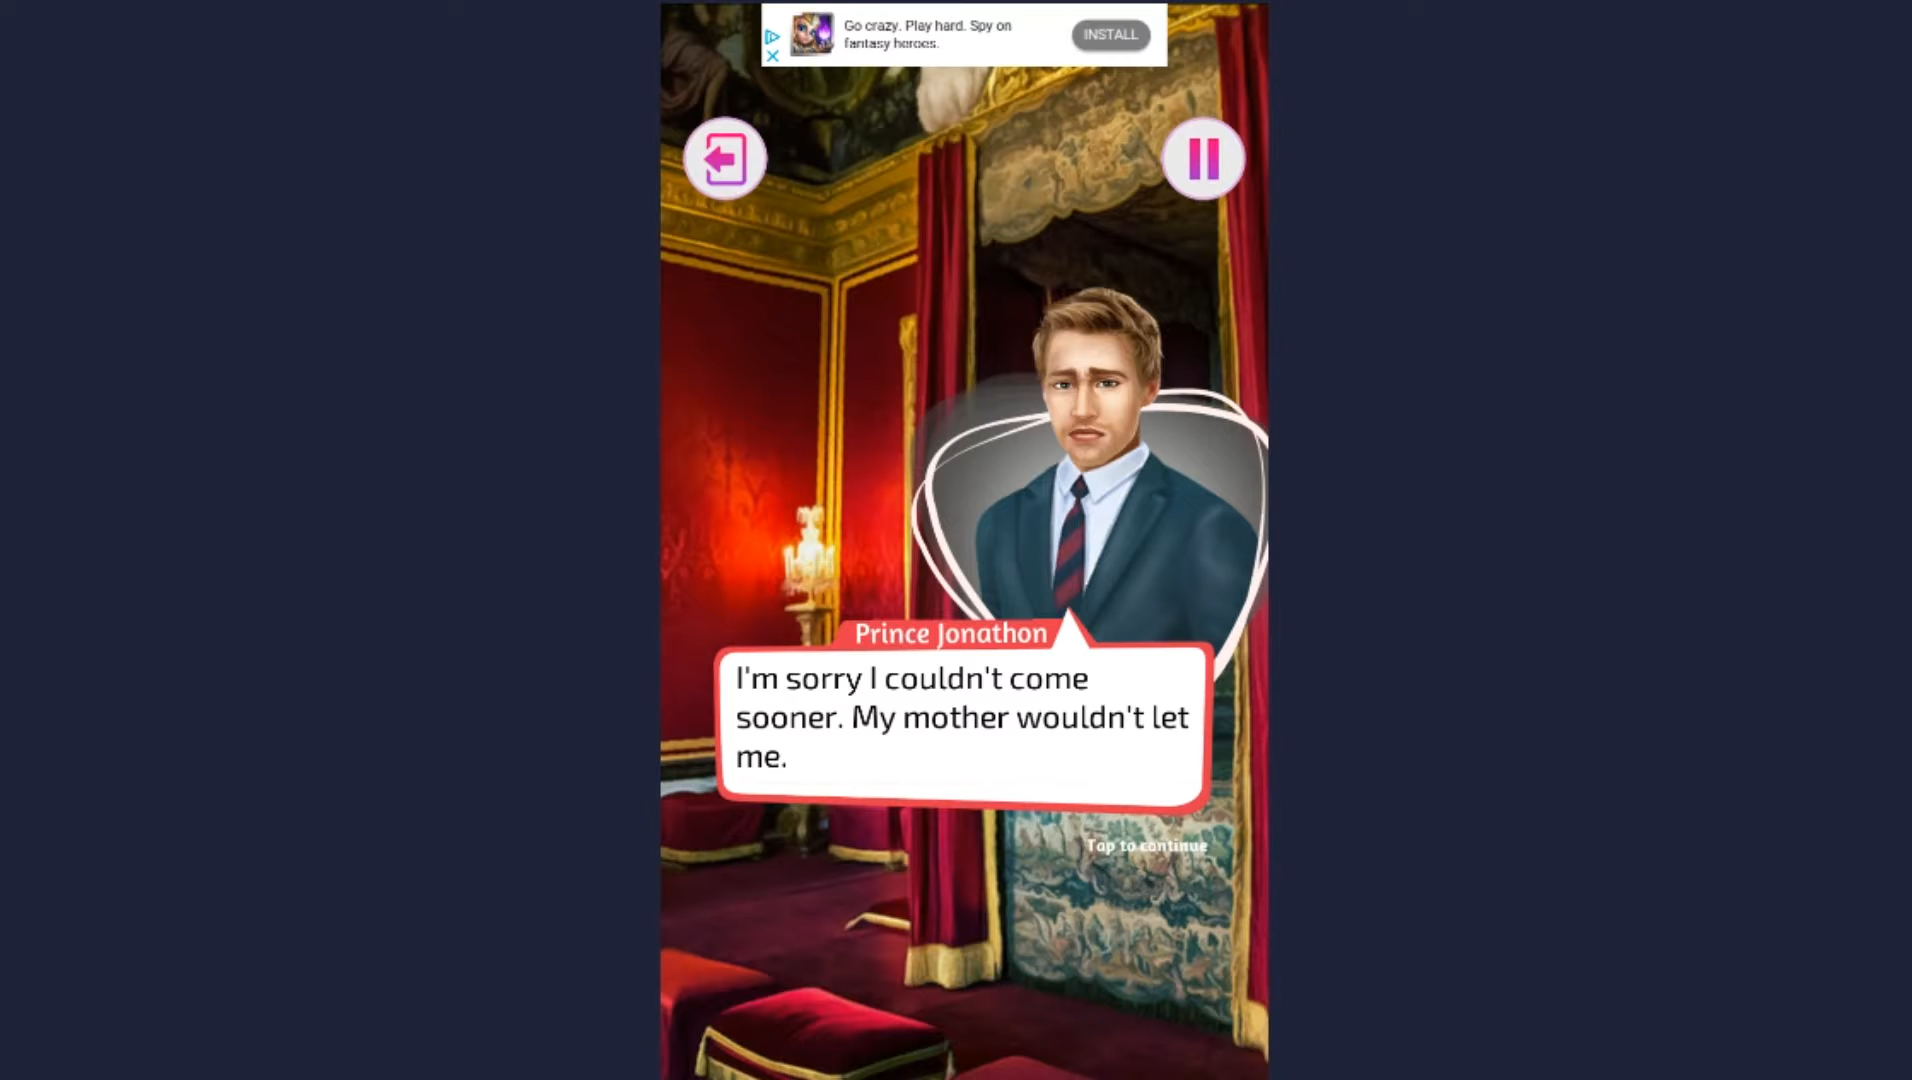 Go crazy. Play hard. Spy on
fantasy heroes.
INSTALL
Prince Jonathon
I'm sorry I couldn't come
sooner. My mother wouldn't let
me.
Tap to continue